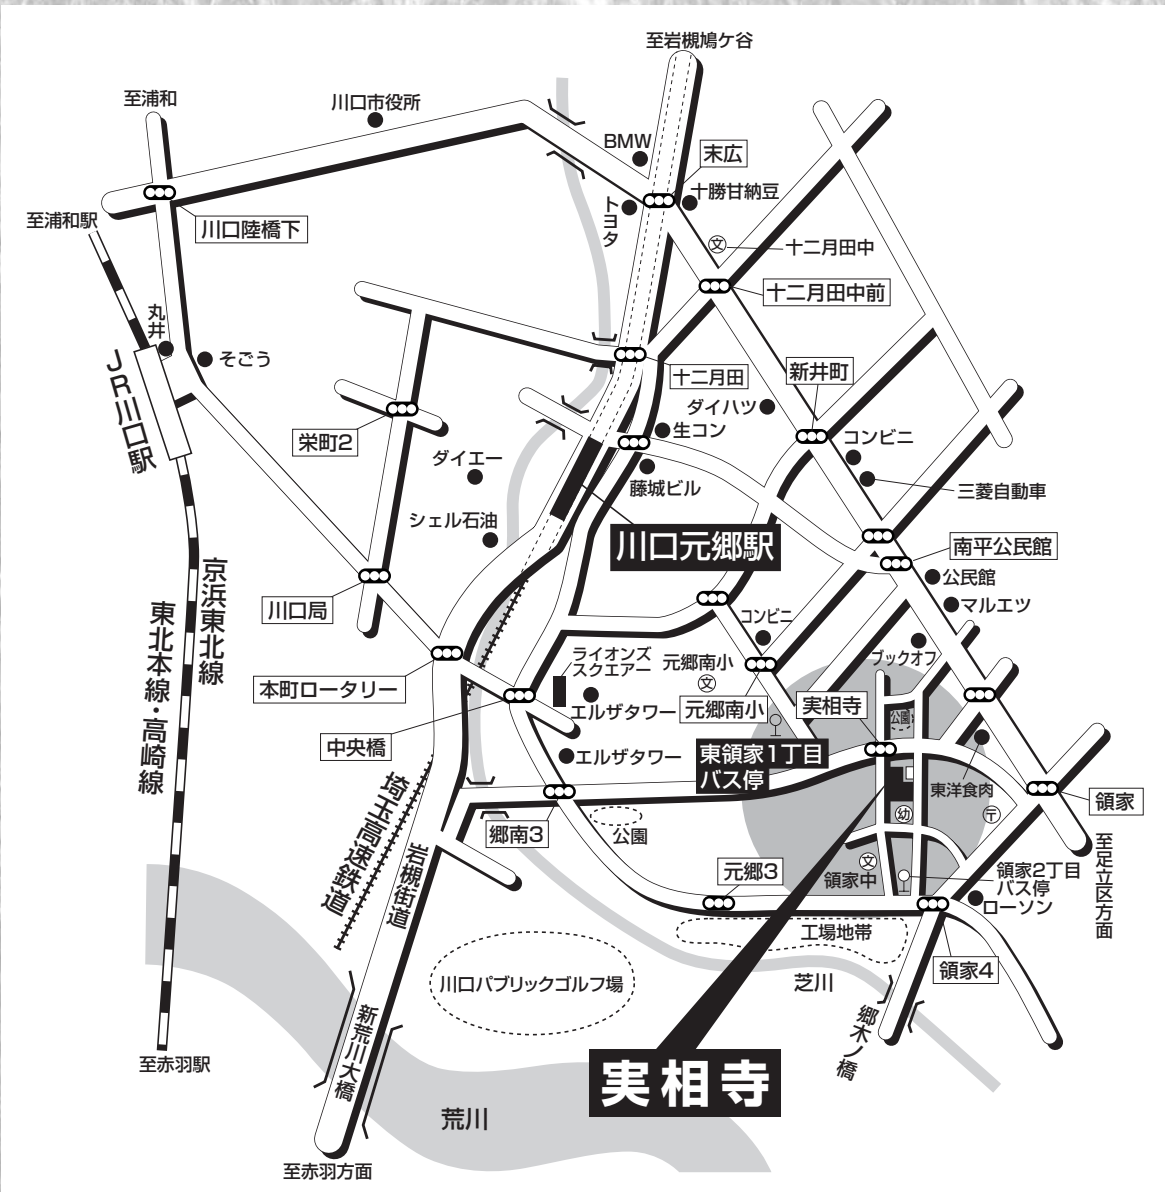 至岩槻鳩ケ谷
至浦和
川口市役所
BMW
末広
十勝甘納豆
トヨタ
至浦和駅
川口陸橋下
文
十二月田中
十二月田中前
丸井
そごう
JR川口駅
十二月田
新井町
ダイハツ
栄町2
生コン
コンビニ
ダイエー
藤城ビル
三菱自動車
シェル石油
川口元郷駅
南平公民館
公民館
京浜東北線
東北本線・高崎線
川口局
マルエツ
コンビニ
ライオンズ
スクエアー
元郷南小
文
ブックオフ
本町ロータリー
エルザタワー
元郷南小
実相寺
公園
中央橋
エルザタワー
東領家1丁目
バス停
東洋食肉
領家
埼玉高速鉄道
郷南3
公園
幼
〒
岩槻街道
元郷3
文
領家中
領家2丁目
バス停
ローソン
至足立区方面
工場地帯
領家4
川口パブリックゴルフ場
芝川
新荒川大橋
郷木ノ橋
至赤羽駅
実相寺
荒川
至赤羽方面